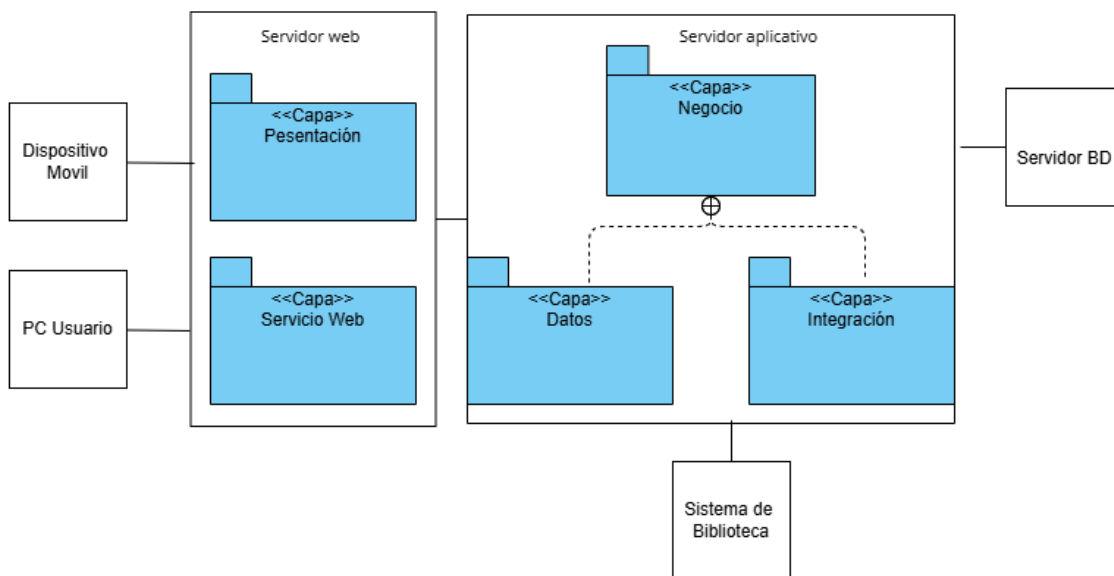 Servidor web
Servidor aplicativo
<<Capa>>
Pesentación
<<Capa>>
Negocio
Dispositivo
Movil
Servidor BD
<<Capa>>
Servicio Web
<<Capa>>
Datos
<<Capa>>
Integración
PC Usuario
Sistema de
Biblioteca